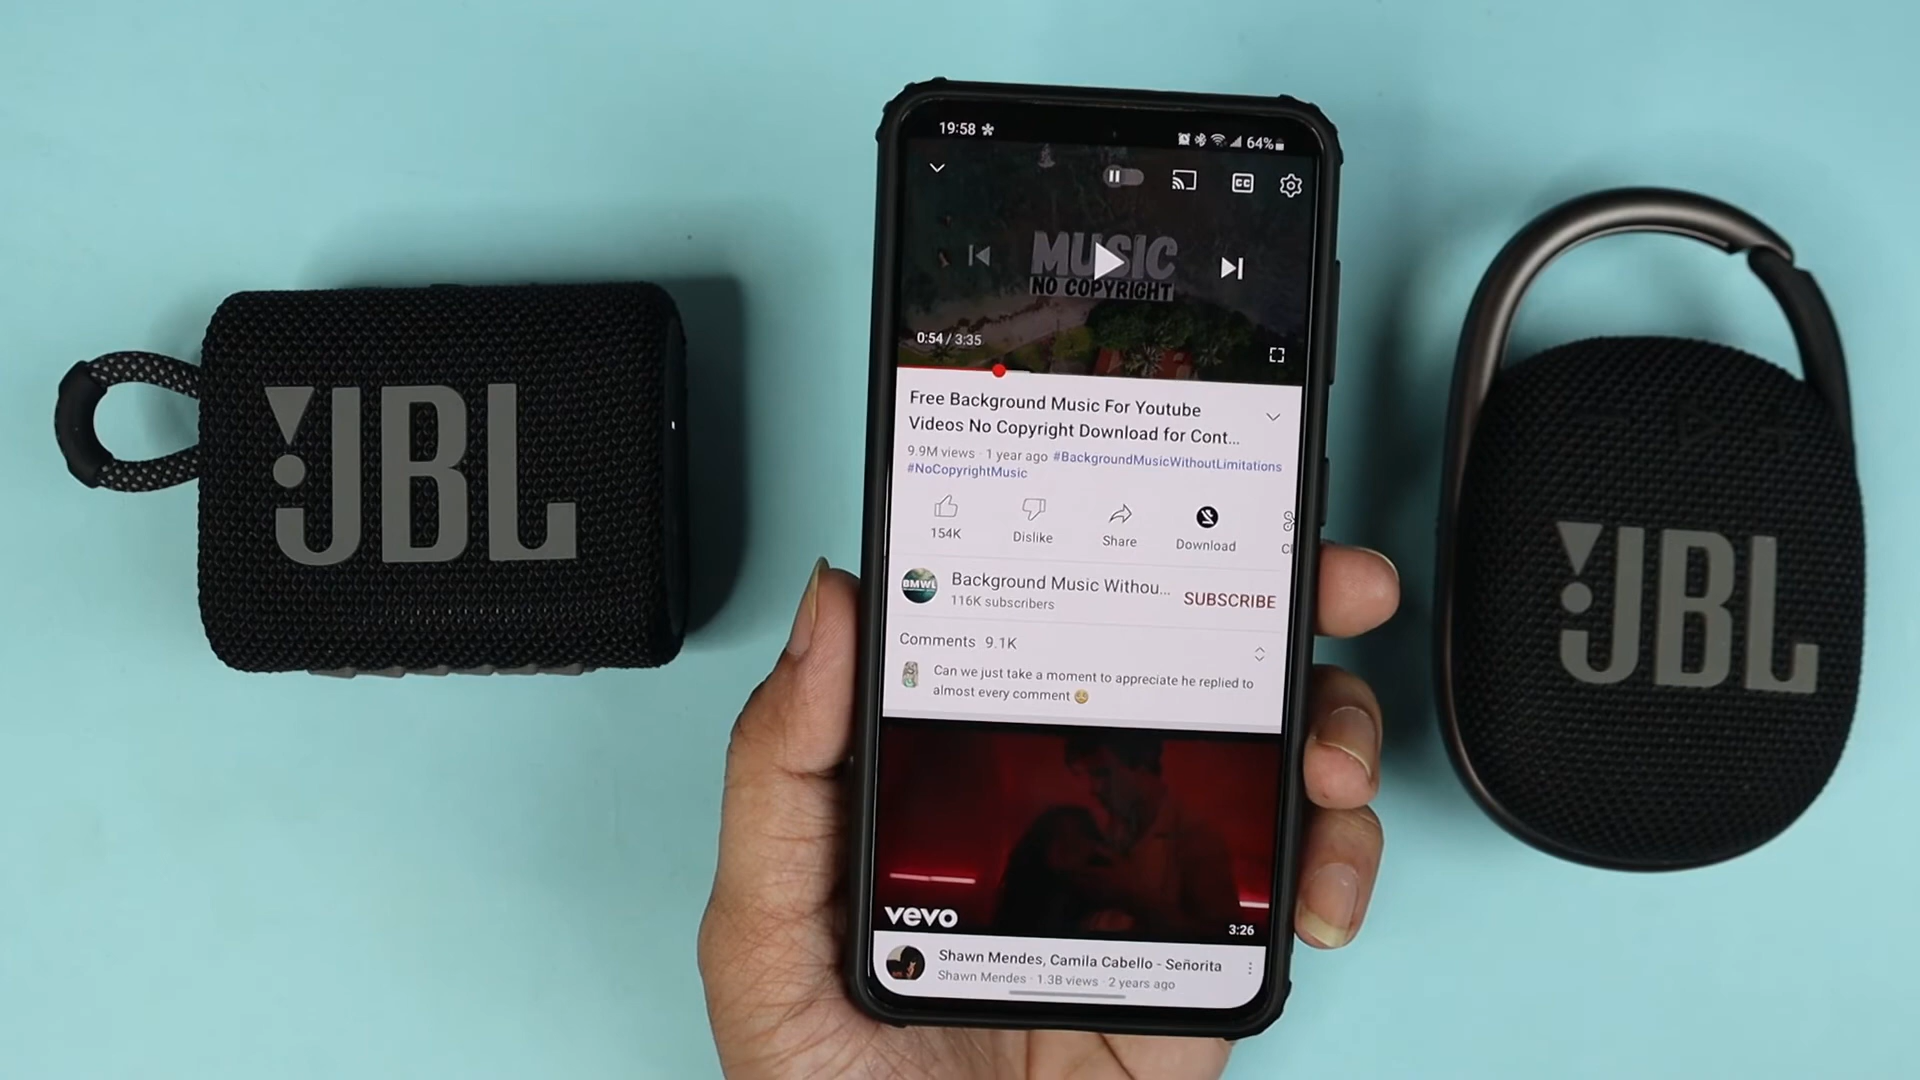 JBL
19:58
64%
CC
MUSIC
NO COPYRIGHT
0:54 / 3:35
Free Background Music For Youtube
Videos No Copyright Download for Cont...
9.9M views · 1 year ago #BackgroundMusicWithoutLimitations
#NoCopyrightMusic
154K
Dislike
Share
Download
BMWL
Background Music Withou...
116K subscribers
SUBSCRIBE
Comments 9.1K
Can we just take a moment to appreciate he replied to
almost every comment 🥺
vevo
3:26
Shawn Mendes, Camila Cabello - Señorita
Shawn Mendes · 1.3B views · 2 years ago
JBL